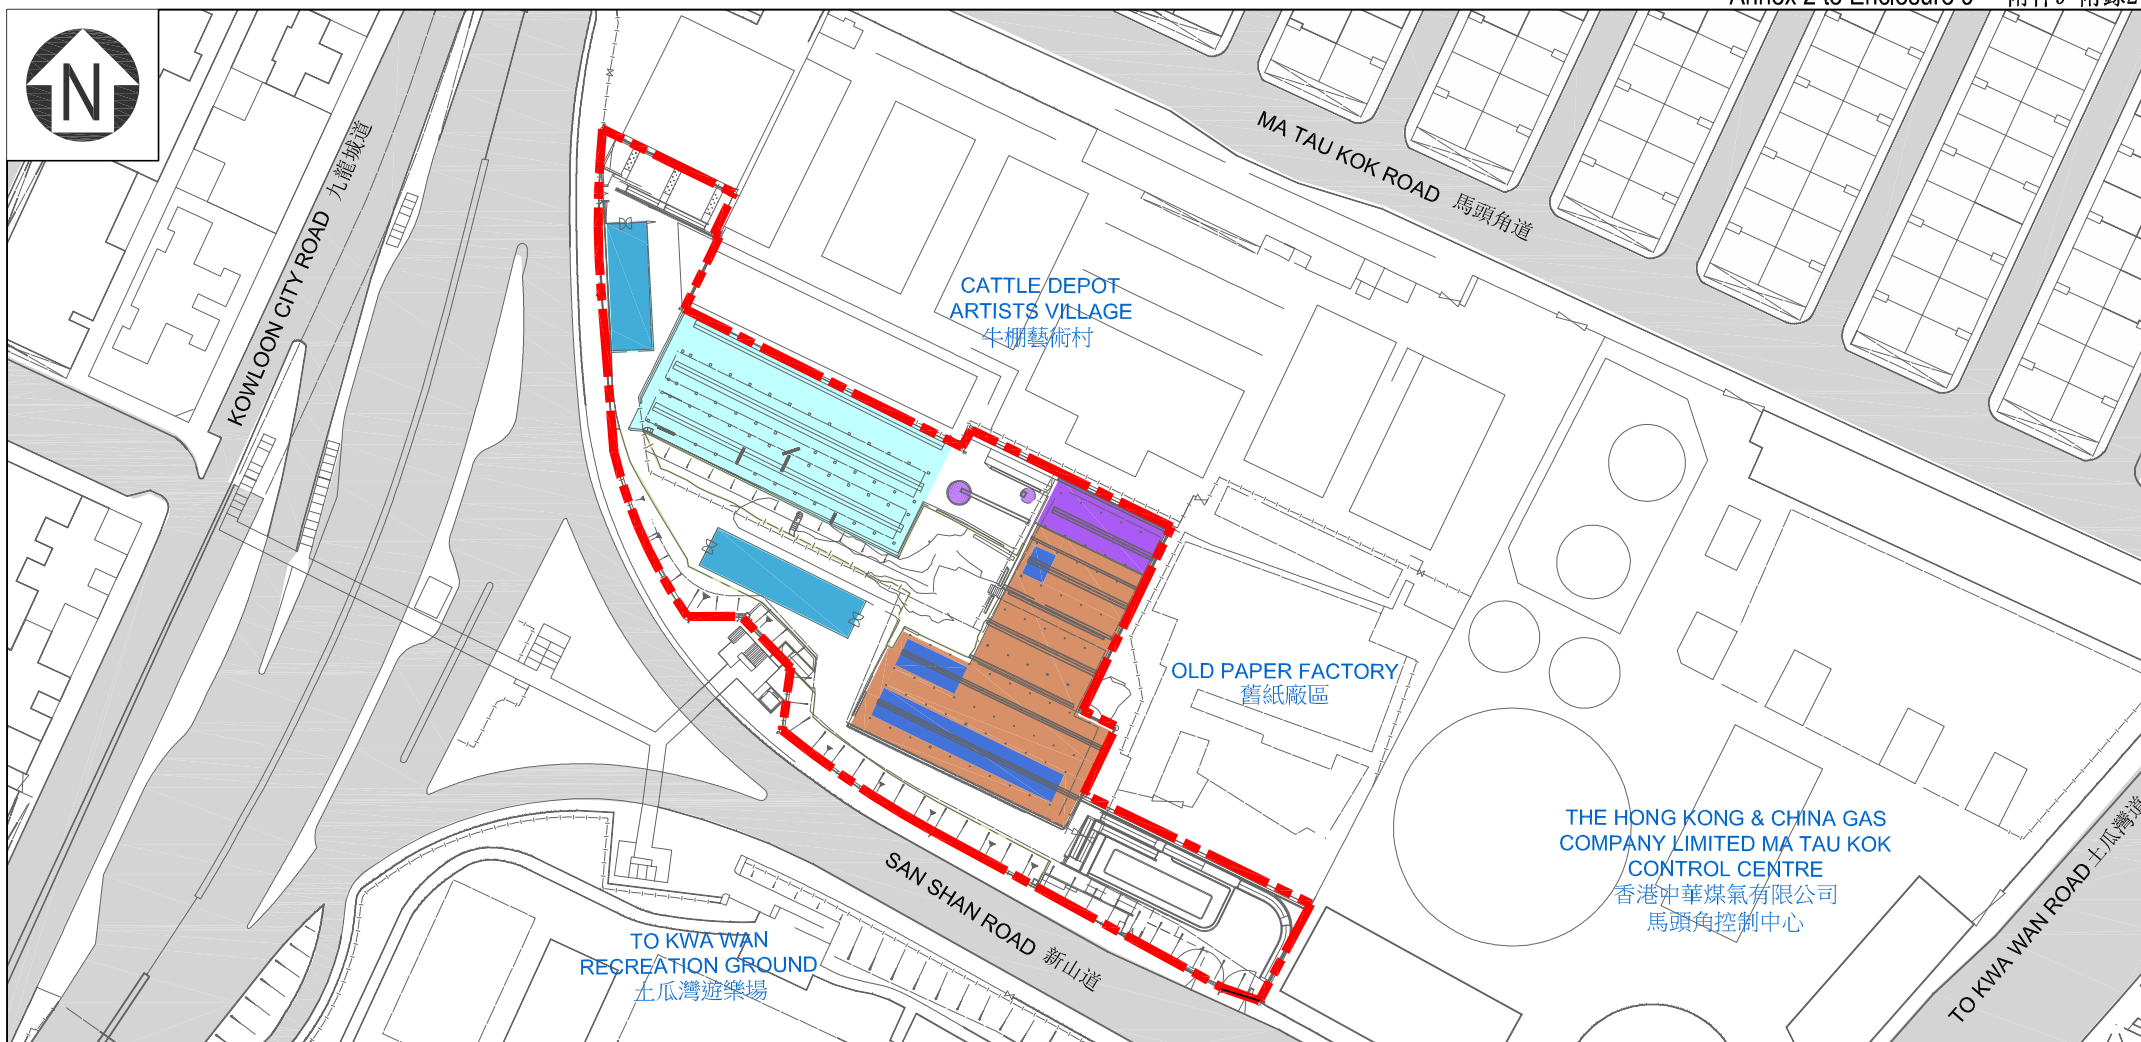 N
KOWLOON CITY ROAD 九龍城道
MA TAU KOK ROAD 馬頭角道
CATTLE DEPOT
ARTISTS VILLAGE
牛棚藝術村
OLD PAPER FACTORY
舊紙廠區
THE HONG KONG & CHINA GAS
COMPANY LIMITED MA TAU KOK
CONTROL CENTRE
香港中華煤氣有限公司
馬頭角控制中心
SAN SHAN ROAD 新山道
TO KWA WAN
RECREATION GROUND
土瓜灣遊樂場
TO KWA WAN ROAD 土瓜灣道